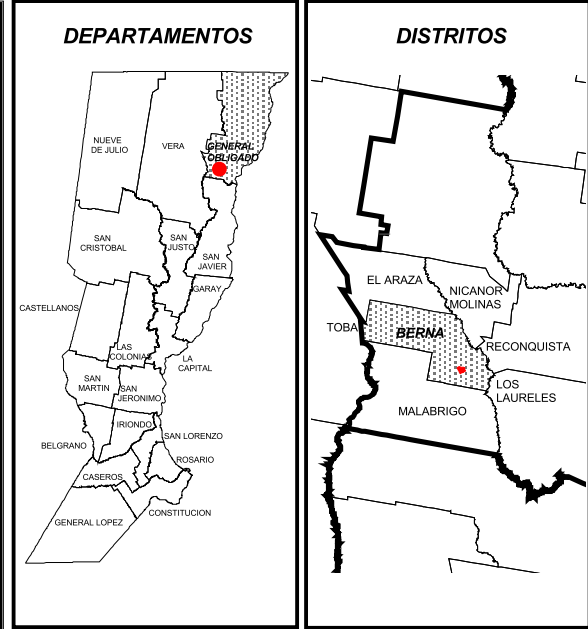 DEPARTAMENTOS
NUEVE
DE JULIO
VERA
GENERAL
OBLIGADO
SAN
CRISTOBAL
SAN
JUSTO
SAN
JAVIER
GARAY
CASTELLANOS
LAS
COLONIAS
LA
CAPITAL
SAN
MARTIN
SAN
JERONIMO
IRIONDO
SAN LORENZO
BELGRANO
ROSARIO
CASEROS
CONSTITUCION
GENERAL LOPEZ
DISTRITOS
EL ARAZA
NICANOR
MOLINAS
TOBA
BERNA
RECONQUISTA
LOS
LAURELES
MALABRIGO